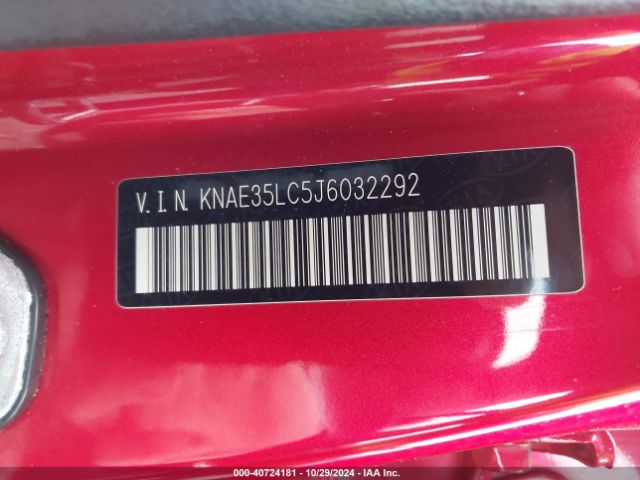 V.I.N. KNAE35LC5J6032292
000-40724181 - 10/29/2024 - IAA Inc.